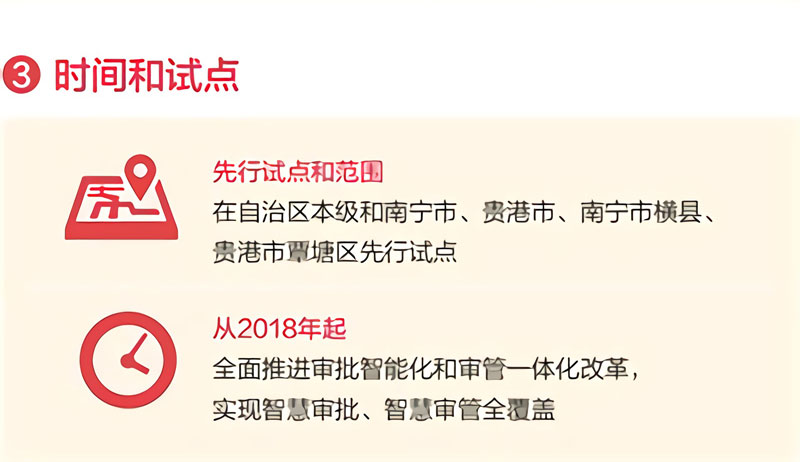 3 时间和试点
先行试点和范围
在自治区本级和南宁市、贵港市、南宁市横县、
贵港市覃塘区先行试点
从2018年起
全面推进审批智能化和审管一体化改革，
实现智慧审批、智慧审管全覆盖